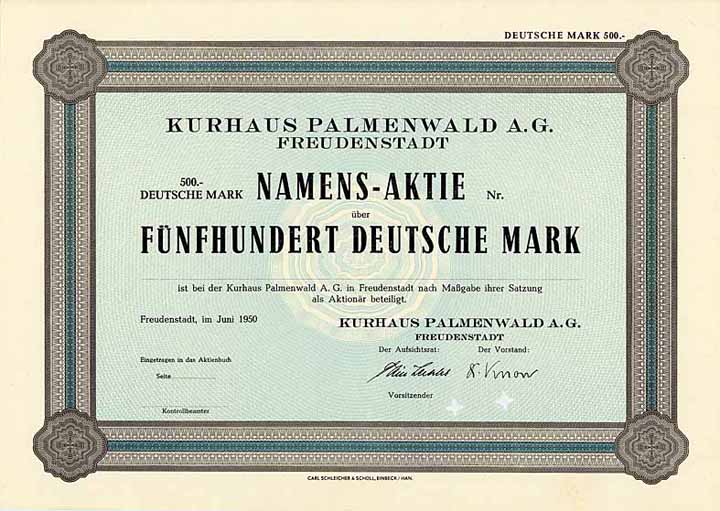 DEUTSCHE MARK 500.-
KURHAUS PALMENWALD A.G.
FREUDENSTADT
500.-
DEUTSCHE MARK NAMENS-AKTIE Nr.
über
FÜNFHUNDERT DEUTSCHE MARK
ist bei der Kurhaus Palmenwald A. G. in Freudenstadt nach Maßgabe ihrer Satzung
als Aktionär beteiligt.
Freudenstadt, im Juni 1950
KURHAUS PALMENWALD A.G.
FREUDENSTADT
Der Aufsichtsrat: Der Vorstand:
Eingetragen in das Aktienbuch
Seite
Vorsitzender
Kontrollbeamter
CARL SCHLEICHER & SCHÜLL, EINBECK / HAN.